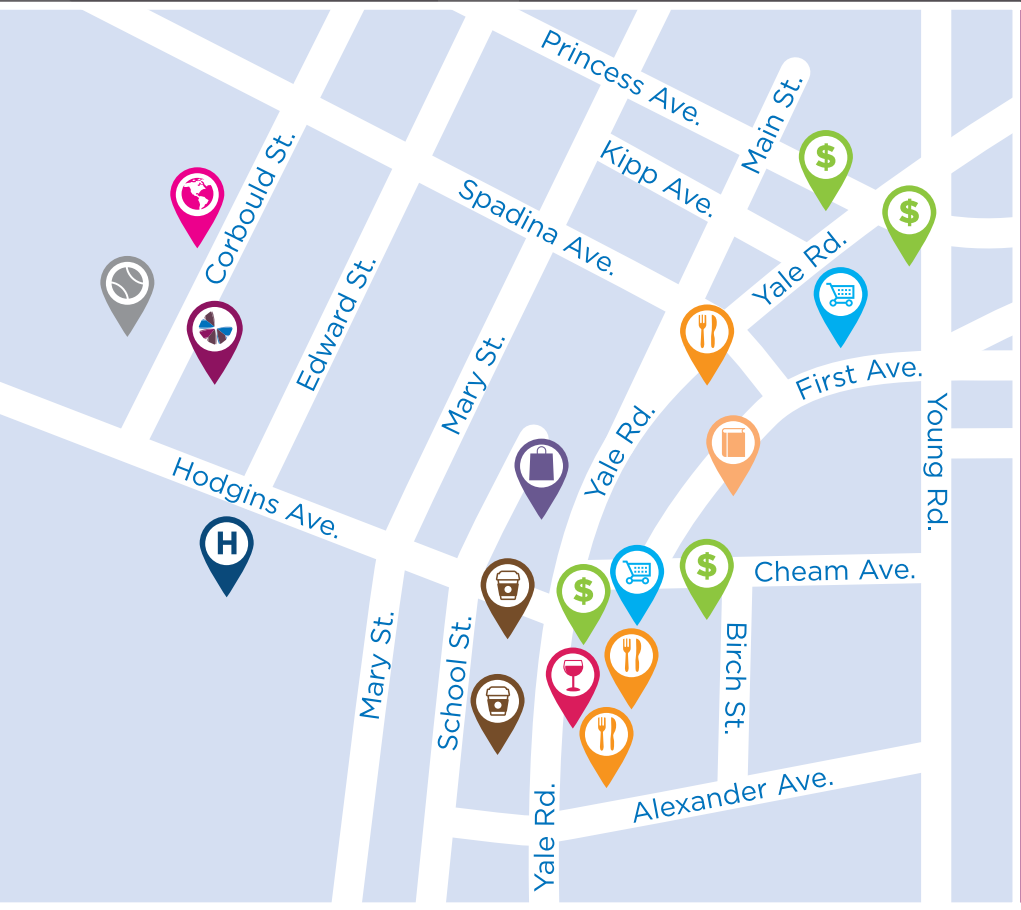 Princess Ave.
Main St.
$
Kipp Ave.
Corbould St.
Spadina Ave.
$
Yale Rd.
Edward St.
Mary St.
First Ave.
Yale Rd.
Young Rd.
Hodgins Ave.
H
$
$
Cheam Ave.
Mary St.
School St.
Birch St.
Alexander Ave.
Yale Rd.